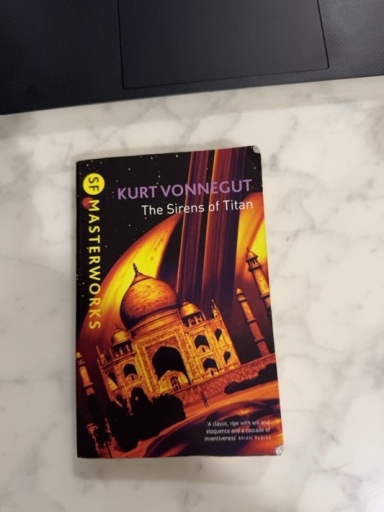 SF MASTERWORKS
KURT VONNEGUT
The Sirens of Titan
'A classic, ripe with wit and
eloquence and a cascade of
inventiveness' BRIAN ALDISS